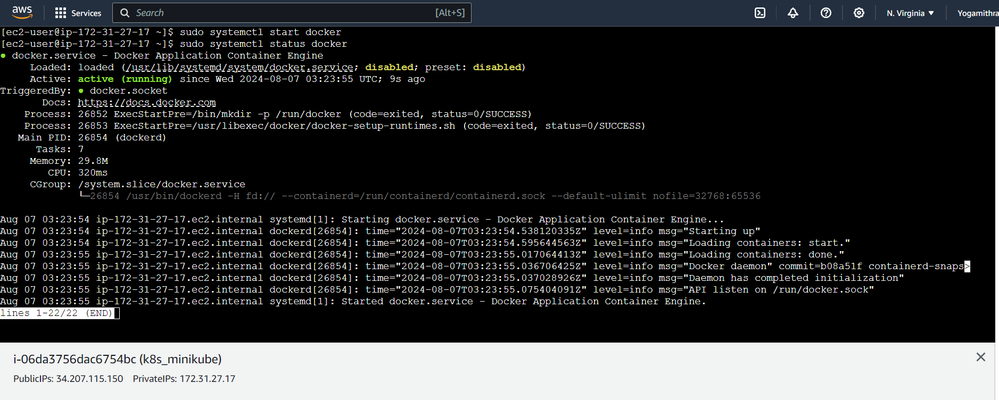 aws Services Search [Alt+S] N. Virginia ▼ Yogamithra
[ec2-user@ip-172-31-27-17 ~]$ sudo systemctl start docker
[ec2-user@ip-172-31-27-17 ~]$ sudo systemctl status docker
● docker.service - Docker Application Container Engine
Loaded: loaded (/usr/lib/systemd/system/docker.service; disabled; preset: disabled)
Active: active (running) since Wed 2024-08-07 03:23:55 UTC; 9s ago
TriggeredBy: ● docker.socket
Docs: https://docs.docker.com
Process: 26852 ExecStartPre=/bin/mkdir -p /run/docker (code=exited, status=0/SUCCESS)
Process: 26853 ExecStartPre=/usr/libexec/docker/docker-setup-runtimes.sh (code=exited, status=0/SUCCESS)
Main PID: 26854 (dockerd)
Tasks: 7
Memory: 29.8M
CPU: 320ms
CGroup: /system.slice/docker.service
└─26854 /usr/bin/dockerd -H fd:// --containerd=/run/containerd/containerd.sock --default-ulimit nofile=32768:65536
Aug 07 03:23:54 ip-172-31-27-17.ec2.internal systemd[1]: Starting docker.service - Docker Application Container Engine...
Aug 07 03:23:54 ip-172-31-27-17.ec2.internal dockerd[26854]: time="2024-08-07T03:23:54.538120335Z" level=info msg="Starting up"
Aug 07 03:23:54 ip-172-31-27-17.ec2.internal dockerd[26854]: time="2024-08-07T03:23:54.595644563Z" level=info msg="Loading containers: start."
Aug 07 03:23:55 ip-172-31-27-17.ec2.internal dockerd[26854]: time="2024-08-07T03:23:55.017064413Z" level=info msg="Loading containers: done."
Aug 07 03:23:55 ip-172-31-27-17.ec2.internal dockerd[26854]: time="2024-08-07T03:23:55.036706425Z" level=info msg="Docker daemon" commit=b08a51f containerd-snaps>
Aug 07 03:23:55 ip-172-31-27-17.ec2.internal dockerd[26854]: time="2024-08-07T03:23:55.037028926Z" level=info msg="Daemon has completed initialization"
Aug 07 03:23:55 ip-172-31-27-17.ec2.internal dockerd[26854]: time="2024-08-07T03:23:55.075404091Z" level=info msg="API listen on /run/docker.sock"
Aug 07 03:23:55 ip-172-31-27-17.ec2.internal systemd[1]: Started docker.service - Docker Application Container Engine.
lines 1-22/22 (END)
i-06da3756dac6754bc (k8s_minikube)
PublicIPs: 34.207.115.150 PrivateIPs: 172.31.27.17